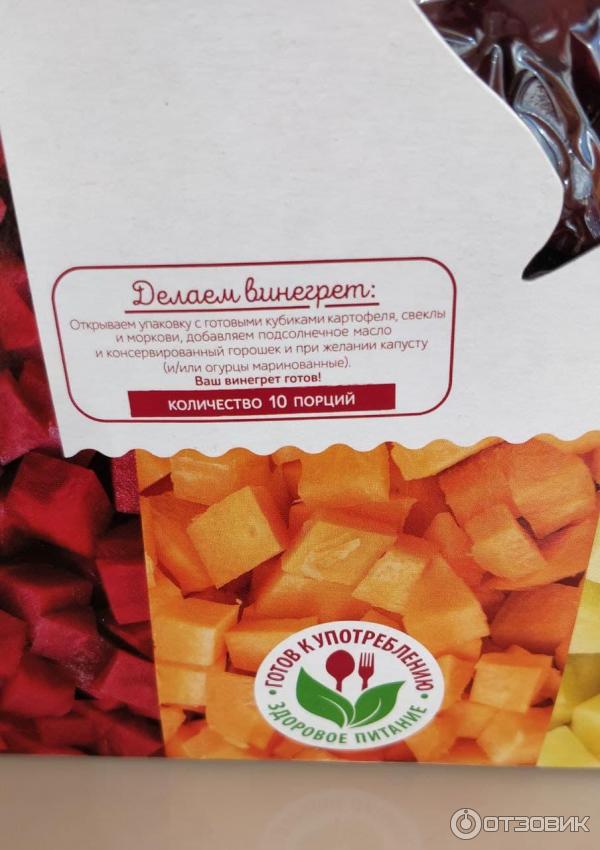 Делаем винегрет:
Открываем упаковку с готовыми кубиками картофеля, свеклы
и моркови, добавляем подсолнечное масло
и консервированный горошек и при желании капусту
(и/или огурцы маринованные).
Ваш винегрет готов!
КОЛИЧЕСТВО 10 ПОРЦИЙ
ГОТОВ К УПОТРЕБЛЕНИЮ
ЗДОРОВОЕ ПИТАНИЕ
ОТЗОВИК